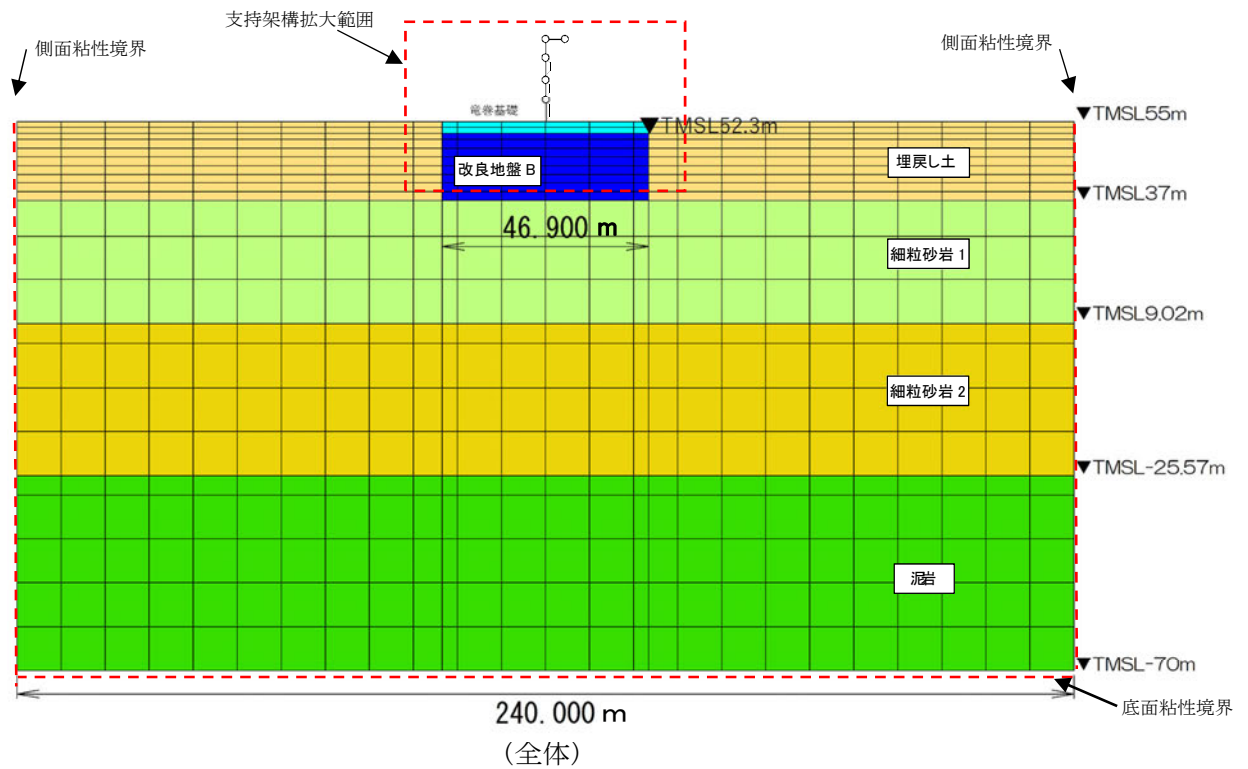 支持架構拡大範囲
側面粘性境界
側面粘性境界
竜巻基礎
▼TMSL55m
▼TMSL52.3m
改良地盤 B
埋戻し土
▼TMSL37m
46.900 m
細粒砂岩 1
▼TMSL9.02m
細粒砂岩 2
▼TMSL-25.57m
泥岩
▼TMSL-70m
240.000 m
底面粘性境界
(全体)